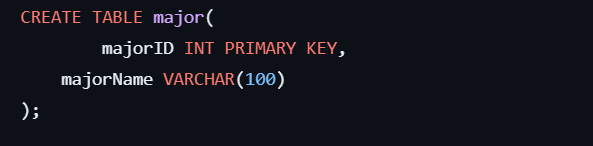 CREATE TABLE major(
        majorID INT PRIMARY KEY,
    majorName VARCHAR(100)
);